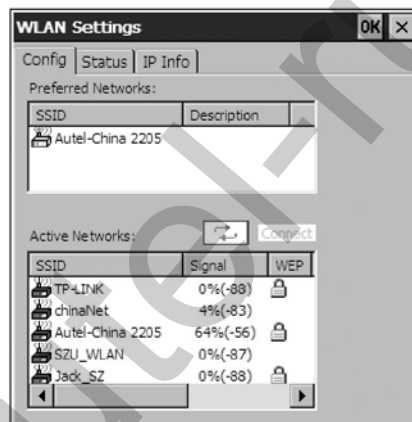 WLAN Settings OK ×
Config Status IP Info
Preferred Networks:
SSID Description
Autel-China 2205
Active Networks: Connect
SSID Signal WEP
TP-LINK 0%(-88)
chinaNet 4%(-83)
Autel-China 2205 64%(-56)
SZU_WLAN 0%(-87)
Jack_SZ 0%(-88)